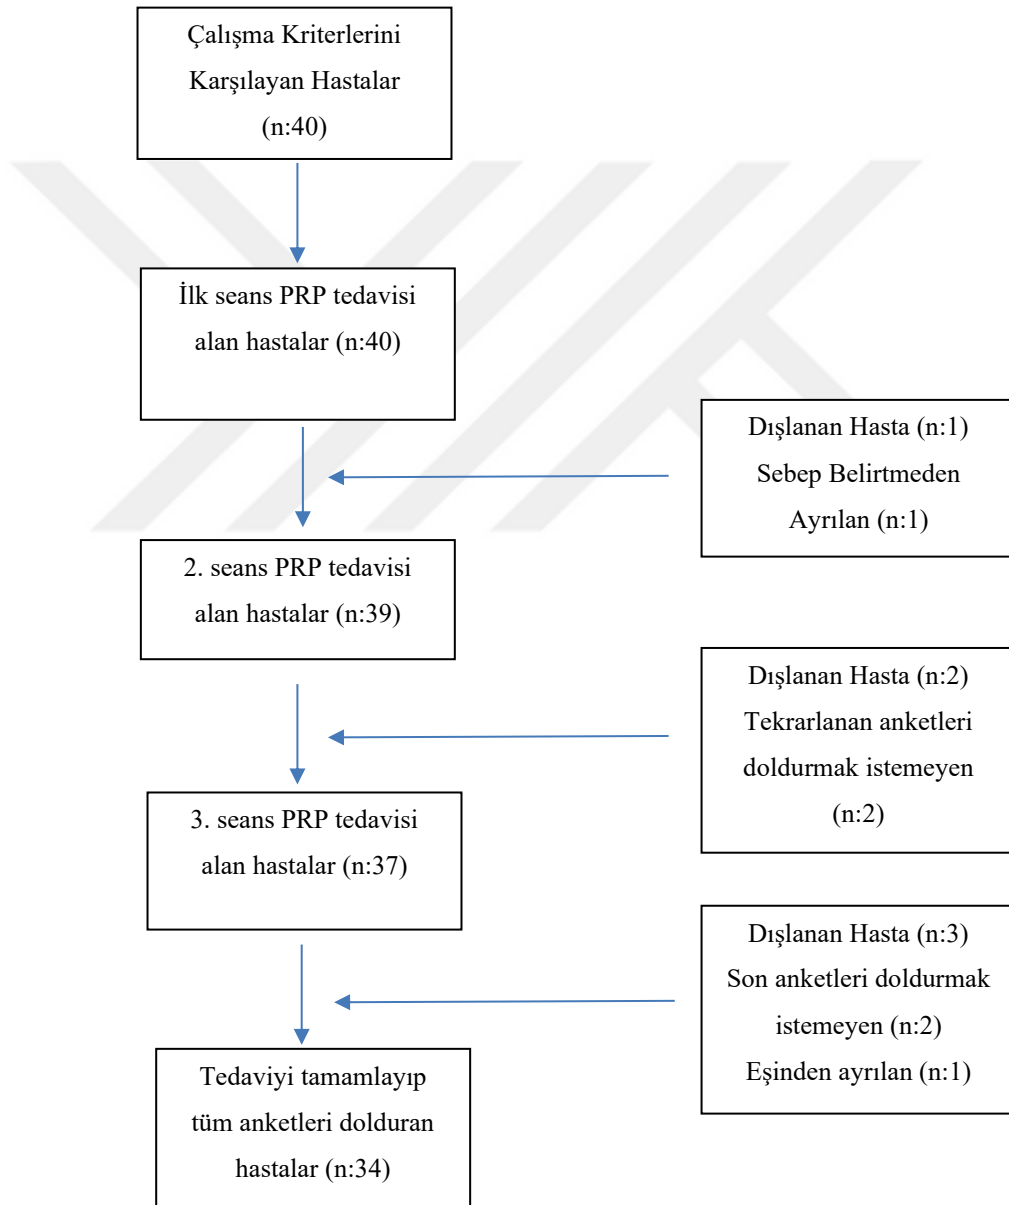 Çalışma Kriterlerini
Karşılayan Hastalar
(n:40)
İlk seans PRP tedavisi
alan hastalar (n:40)
Dışlanan Hasta (n:1)
Sebep Belirtmeden
Ayrılan (n:1)
2. seans PRP tedavisi
alan hastalar (n:39)
Dışlanan Hasta (n:2)
Tekrarlanan anketleri
doldurmak istemeyen
(n:2)
3. seans PRP tedavisi
alan hastalar (n:37)
Dışlanan Hasta (n:3)
Son anketleri doldurmak
istemeyen (n:2)
Eşinden ayrılan (n:1)
Tedaviyi tamamlayıp
tüm anketleri dolduran
hastalar (n:34)